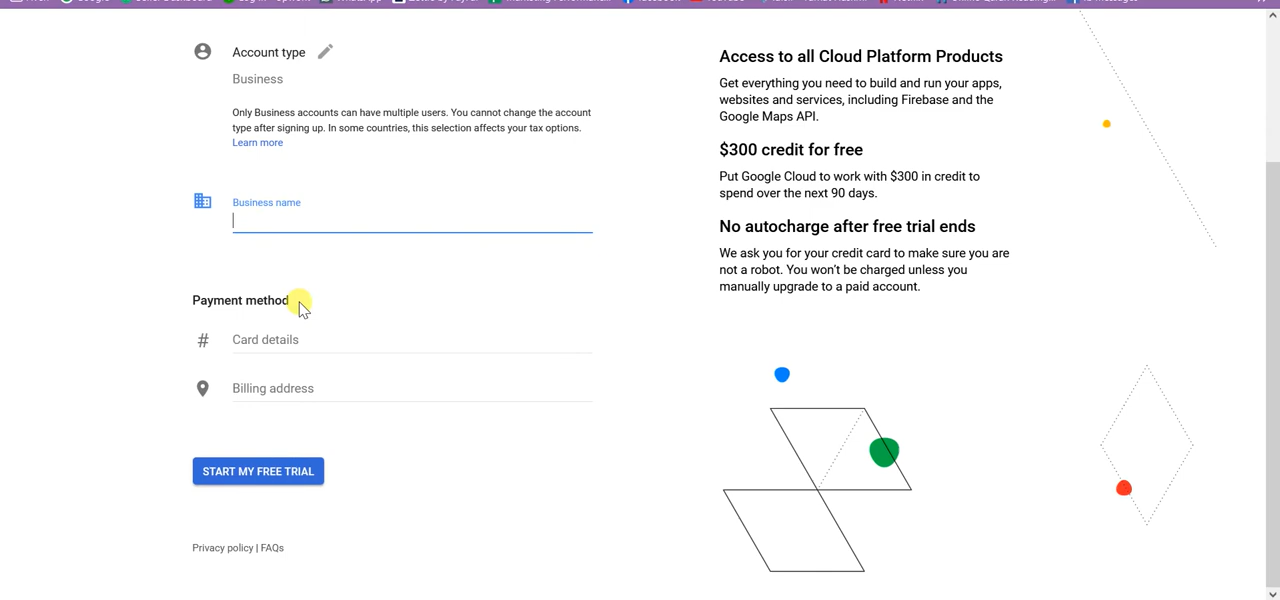 Google
WhatsApp
YouTube
Account type
Business
Only Business accounts can have multiple users. You cannot change the account
type after signing up. In some countries, this selection affects your tax options.
Learn more
Business name
Payment method
# Card details
Billing address
START MY FREE TRIAL
Privacy policy | FAQs
Access to all Cloud Platform Products
Get everything you need to build and run your apps,
websites and services, including Firebase and the
Google Maps API.
$300 credit for free
Put Google Cloud to work with $300 in credit to
spend over the next 90 days.
No autocharge after free trial ends
We ask you for your credit card to make sure you are
not a robot. You won't be charged unless you
manually upgrade to a paid account.